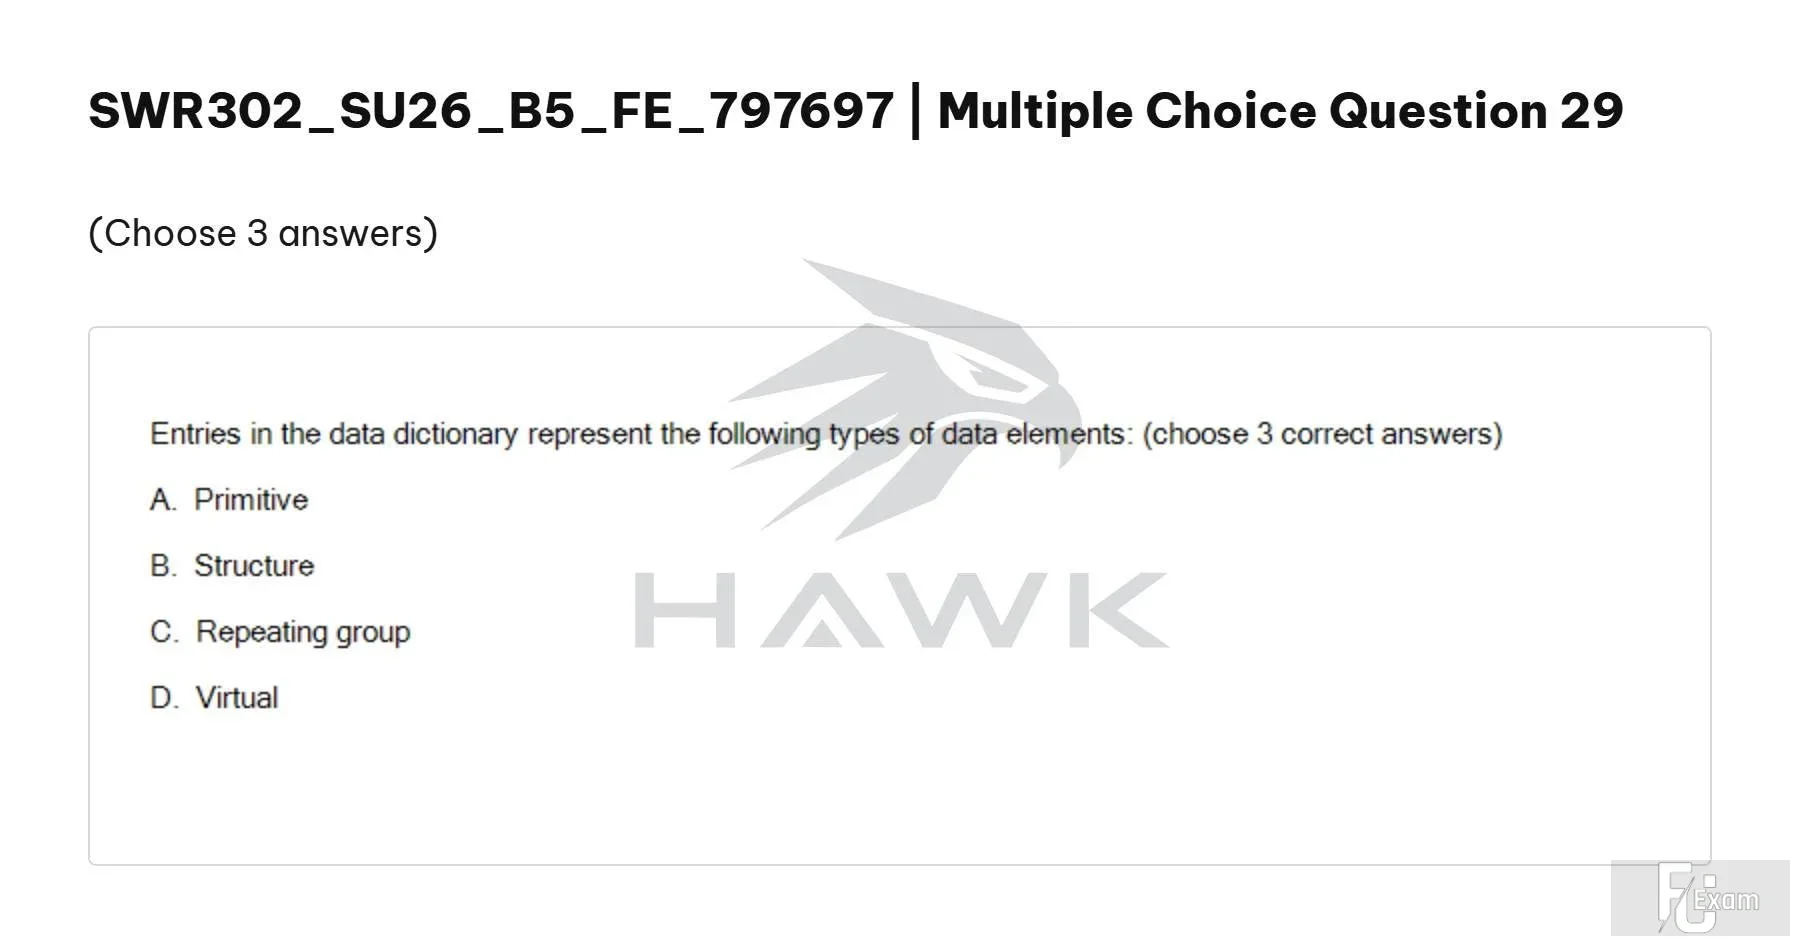 SWR302_SU26_B5_FE_797697 | Multiple Choice Question 29
(Choose 3 answers)
Entries in the data dictionary represent the following types of data elements: (choose 3 correct answers)
A. Primitive
B. Structure
C. Repeating group
D. Virtual
HAWK
FU Exam